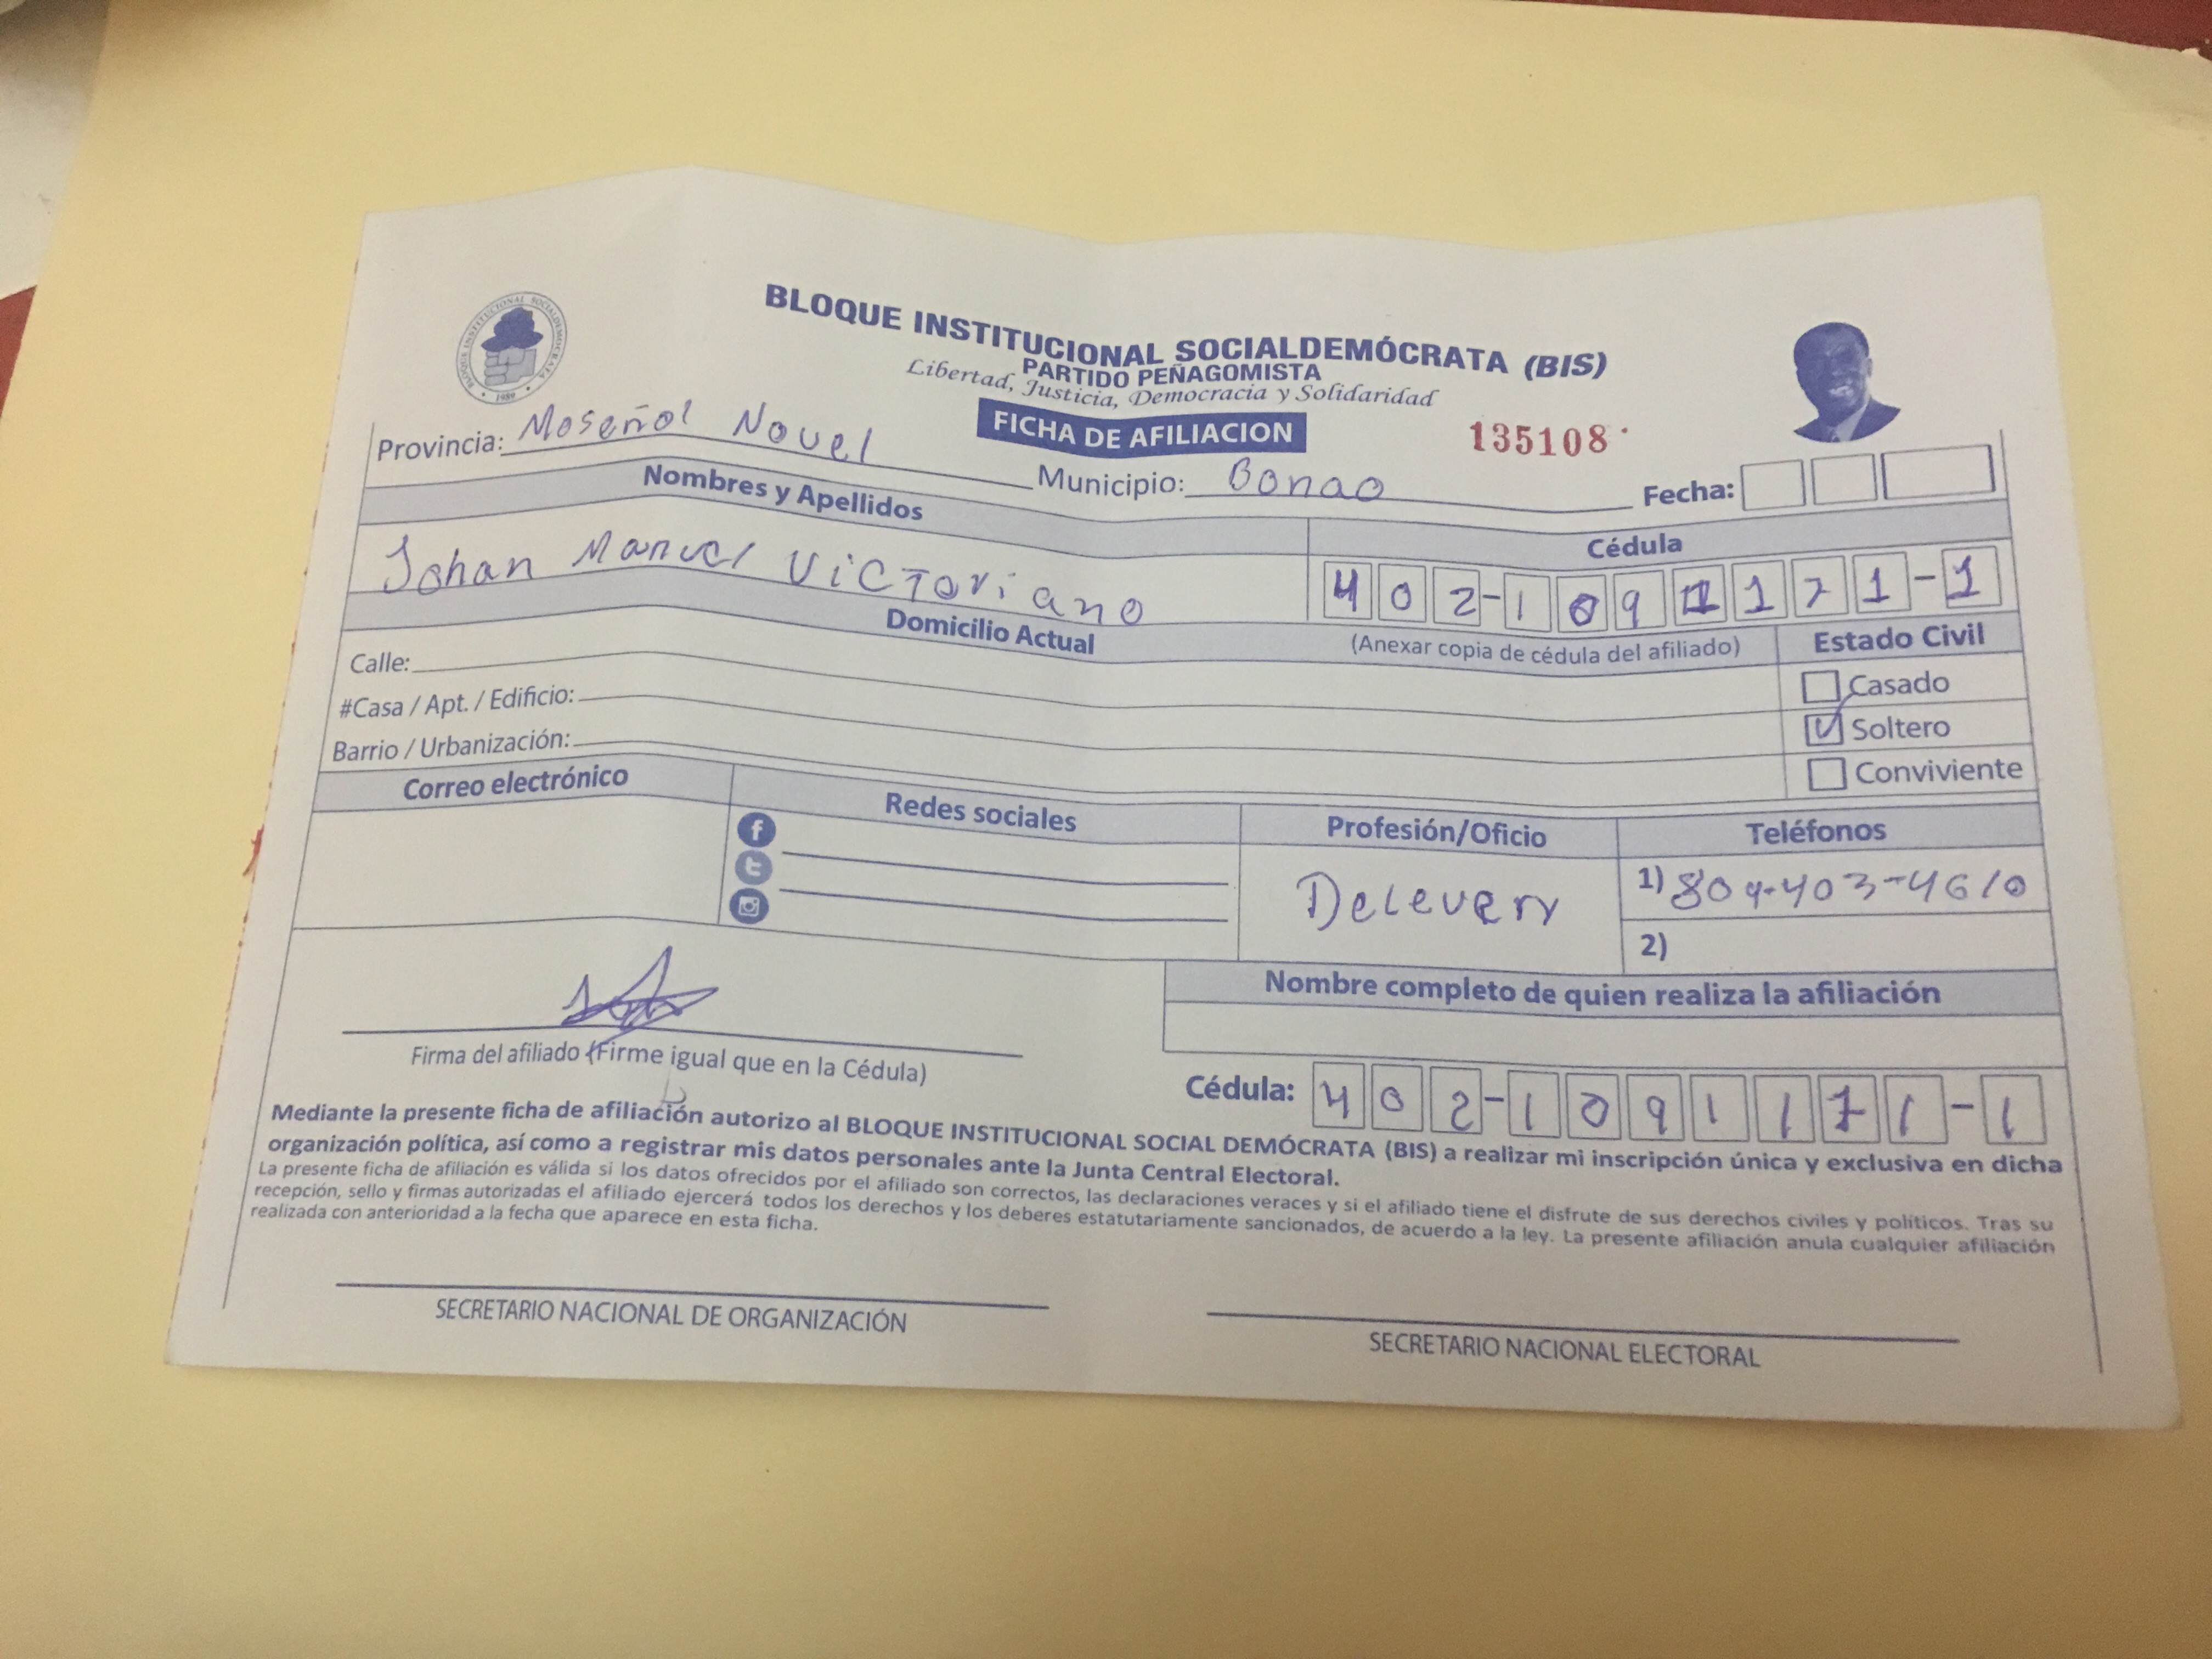 BLOQUE INSTITUCIONAL SOCIALDEMOCRATA
1989
BLOQUE INSTITUCIONAL SOCIALDEMÓCRATA (BIS)
PARTIDO PEÑAGOMISTA
Libertad, Justicia, Democracia y Solidaridad
FICHA DE AFILIACION
135108
Provincia: Moseñol Novel
Municipio: Bonao
Fecha:
Nombres y Apellidos
Cédula
Johan Manuel Victoriano
402-1091171-1
Domicilio Actual
(Anexar copia de cédula del afiliado)
Estado Civil
Calle:
Casado
#Casa / Apt. / Edificio:
Soltero
Barrio / Urbanización:
Conviviente
Correo electrónico
Redes sociales
Profesión/Oficio
Teléfonos
Delevery
1) 809-403-4610
2)
Nombre completo de quien realiza la afiliación
Firma del afiliado (Firme igual que en la Cédula)
Cédula: 402-1091171-1
Mediante la presente ficha de afiliación autorizo al BLOQUE INSTITUCIONAL SOCIAL DEMÓCRATA (BIS) a realizar mi inscripción única y exclusiva en dicha
organización política, así como a registrar mis datos personales ante la Junta Central Electoral.
La presente ficha de afiliación es válida si los datos ofrecidos por el afiliado son correctos, las declaraciones veraces y si el afiliado tiene el disfrute de sus derechos civiles y políticos. Tras su
recepción, sello y firmas autorizadas el afiliado ejercerá todos los derechos y los deberes estatutariamente sancionados, de acuerdo a la ley. La presente afiliación anula cualquier afiliación
realizada con anterioridad a la fecha que aparece en esta ficha.
SECRETARIO NACIONAL DE ORGANIZACIÓN
SECRETARIO NACIONAL ELECTORAL